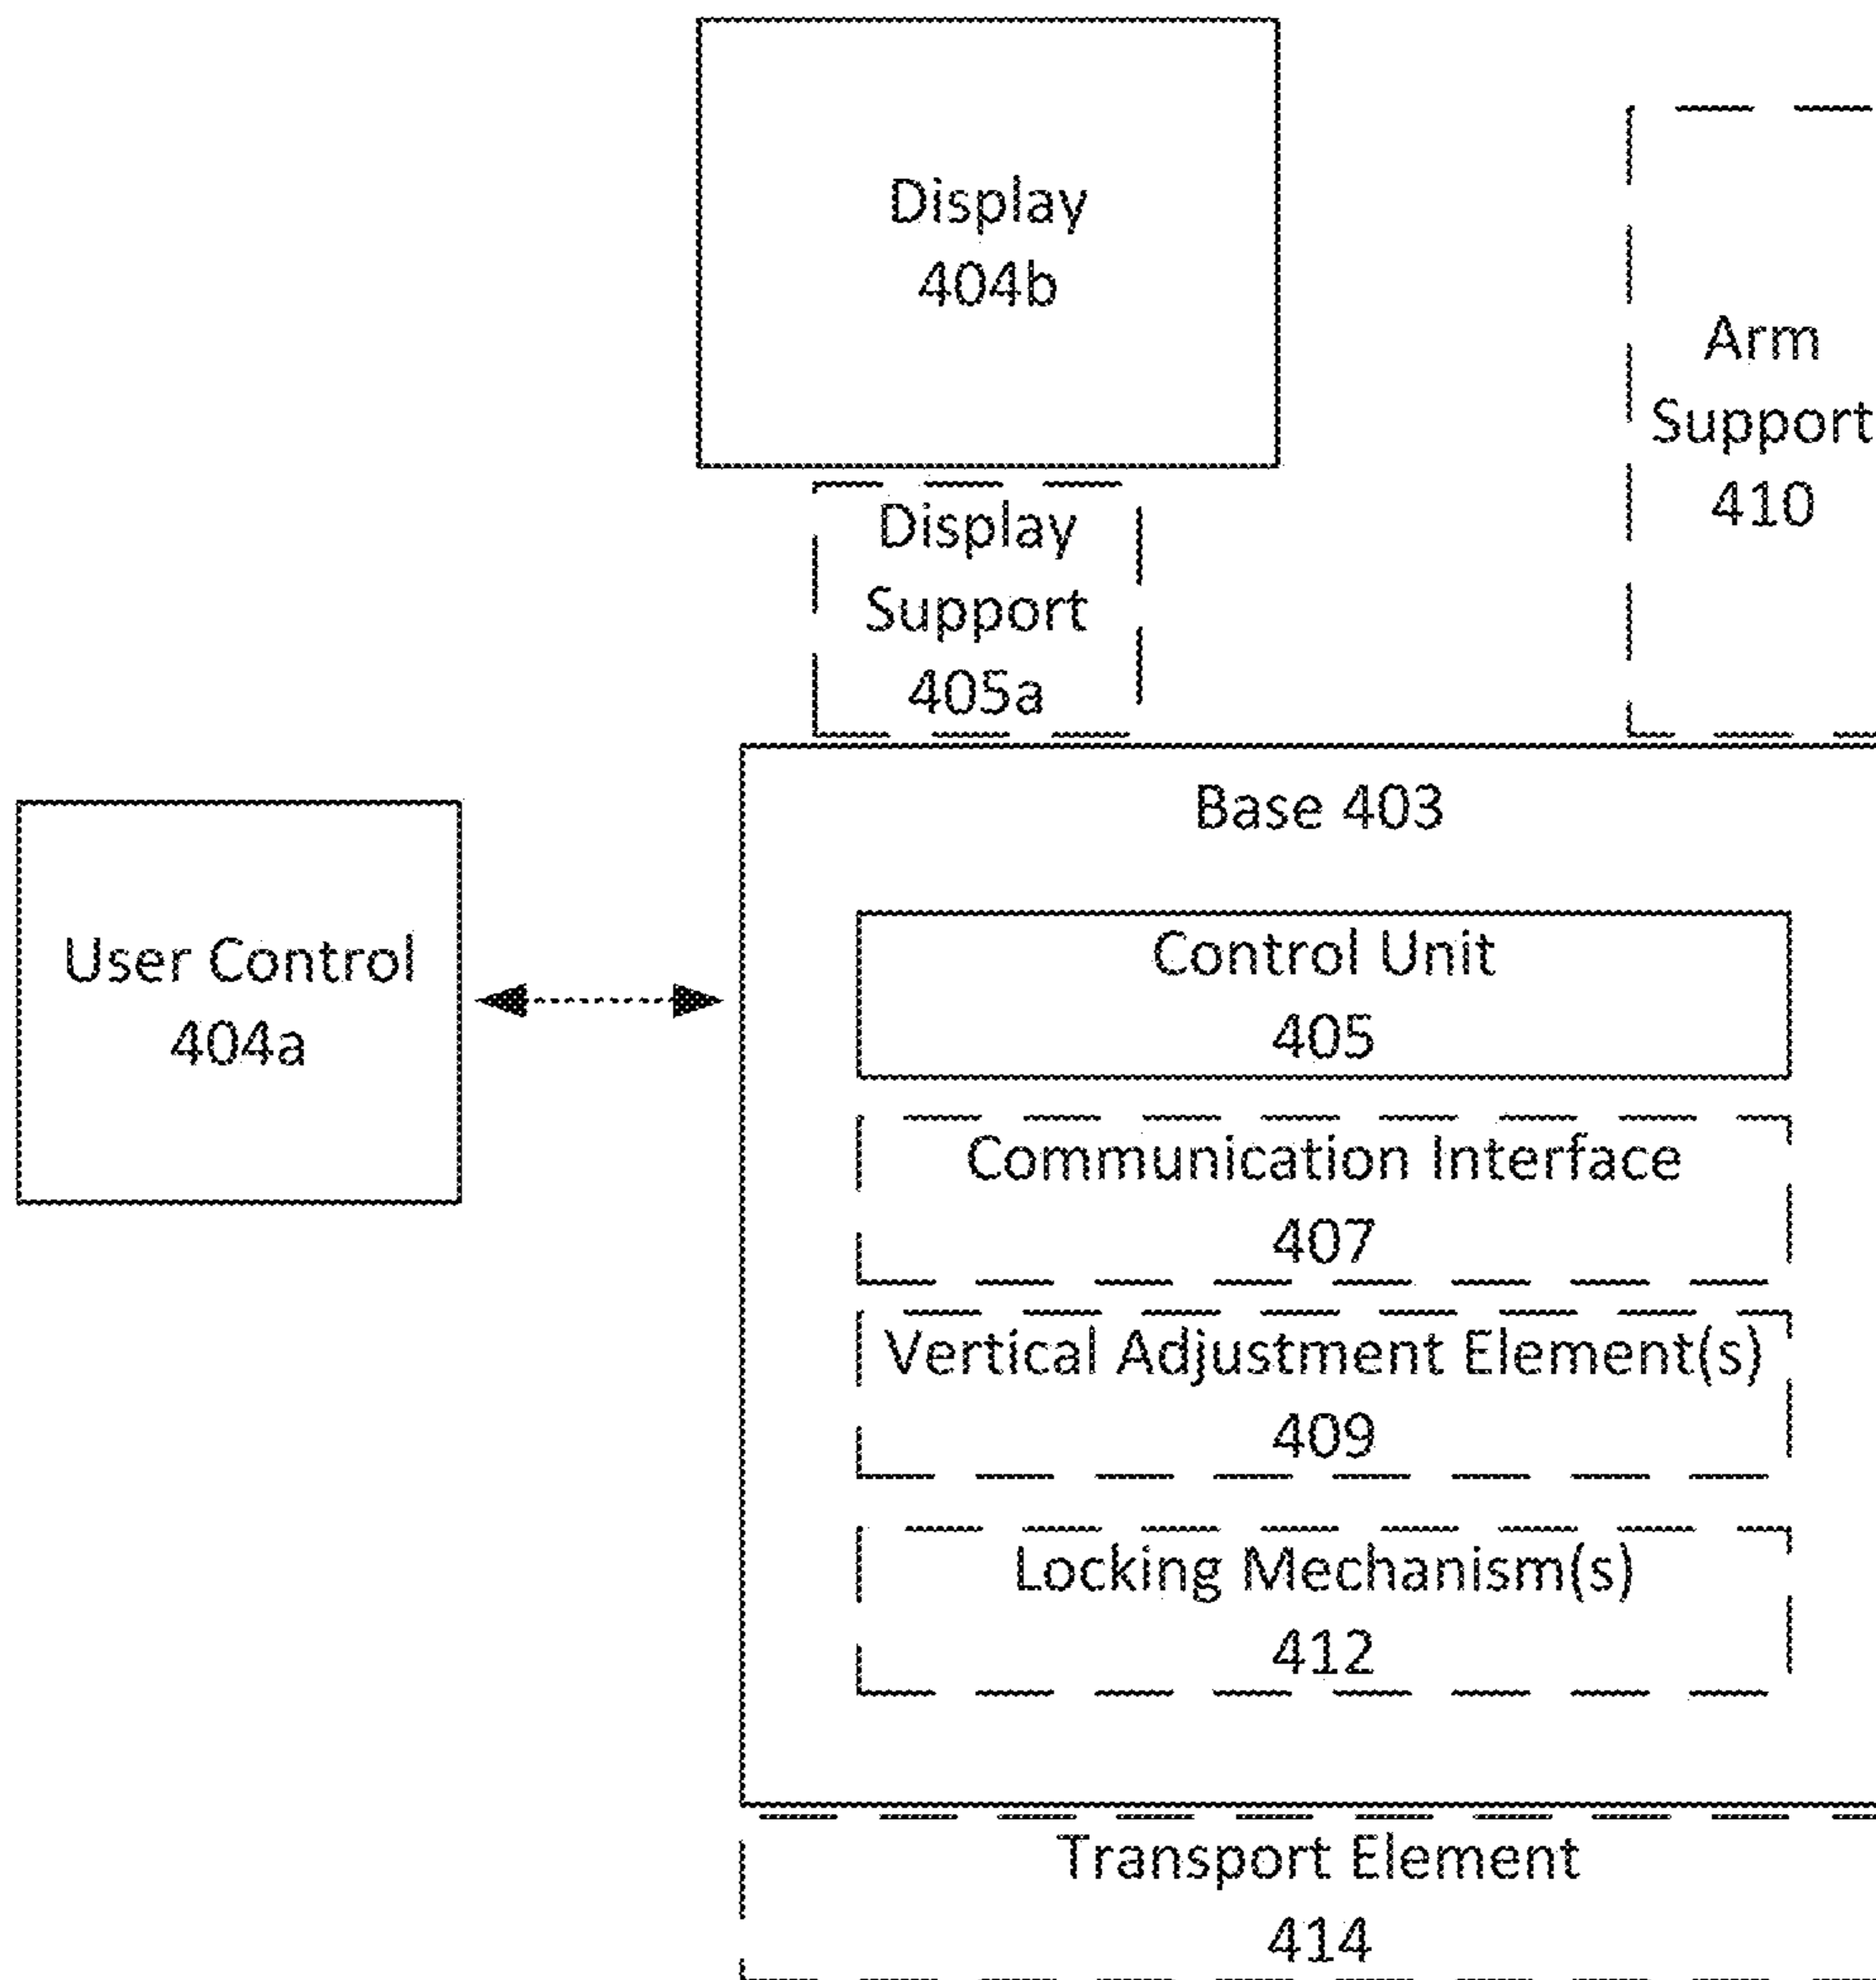 Display
404b
Arm
Support
410
Display
Support
405a
Base 403
User Control
404a
Control Unit
405
Communication Interface
407
Vertical Adjustment Element(s)
409
Locking Mechanism(s)
412
Transport Element
414